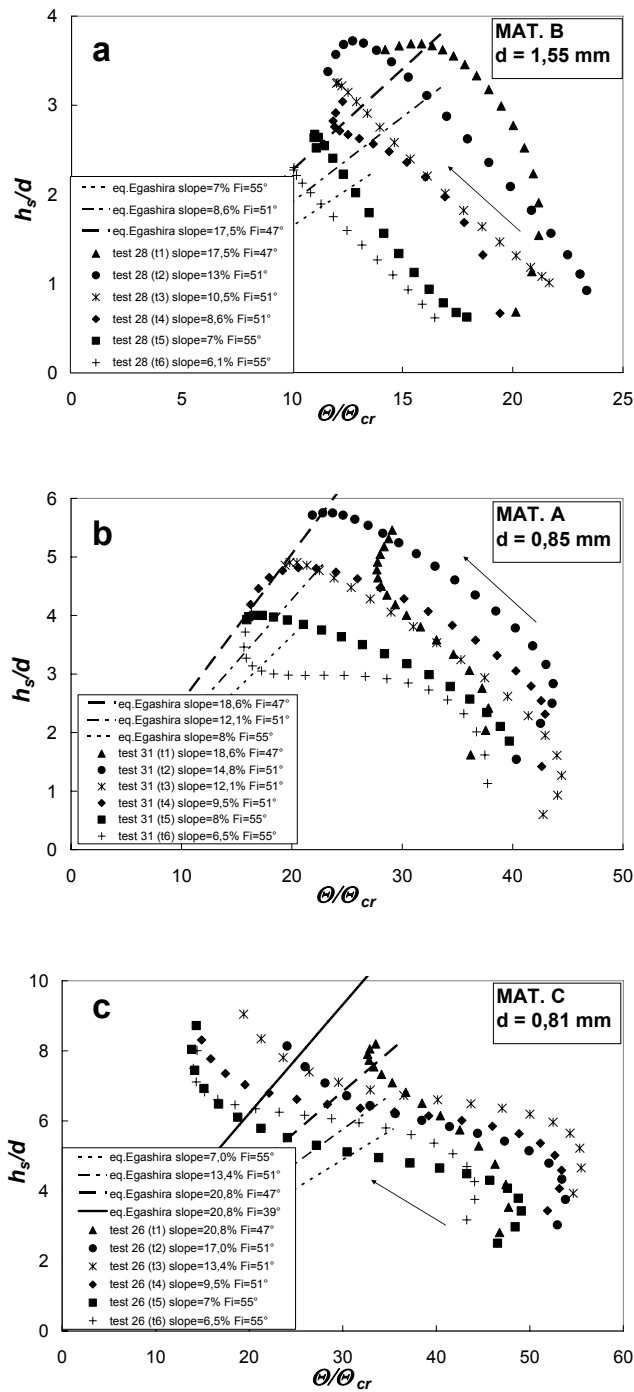 a
MAT. B
d = 1,55 mm
4
3
2
1
0
h_s/d
eq.Egashira slope=7% Fi=55°
eq.Egashira slope=8,6% Fi=51°
eq.Egashira slope=17,5% Fi=47°
test 28 (t1) slope=17,5% Fi=47°
test 28 (t2) slope=13% Fi=51°
test 28 (t3) slope=10,5% Fi=51°
test 28 (t4) slope=8,6% Fi=51°
test 28 (t5) slope=7% Fi=55°
test 28 (t6) slope=6,1% Fi=55°
0 5 10 15 20 25
Θ/Θ_cr
b
MAT. A
d = 0,85 mm
6
5
4
3
2
1
0
h_s/d
eq.Egashira slope=18,6% Fi=47°
eq.Egashira slope=12,1% Fi=51°
eq.Egashira slope=8% Fi=55°
test 31 (t1) slope=18,6% Fi=47°
test 31 (t2) slope=14,8% Fi=51°
test 31 (t3) slope=12,1% Fi=51°
test 31 (t4) slope=9,5% Fi=51°
test 31 (t5) slope=8% Fi=55°
test 31 (t6) slope=6,5% Fi=55°
0 10 20 30 40 50
Θ/Θ_cr
c
MAT. C
d = 0,81 mm
10
8
6
4
2
0
h_s/d
eq.Egashira slope=7,0% Fi=55°
eq.Egashira slope=13,4% Fi=51°
eq.Egashira slope=20,8% Fi=47°
eq.Egashira slope=20,8% Fi=39°
test 26 (t1) slope=20,8% Fi=47°
test 26 (t2) slope=17,0% Fi=51°
test 26 (t3) slope=13,4% Fi=51°
test 26 (t4) slope=9,5% Fi=51°
test 26 (t5) slope=7% Fi=55°
test 26 (t6) slope=6,5% Fi=55°
0 10 20 30 40 50 60
Θ/Θ_cr